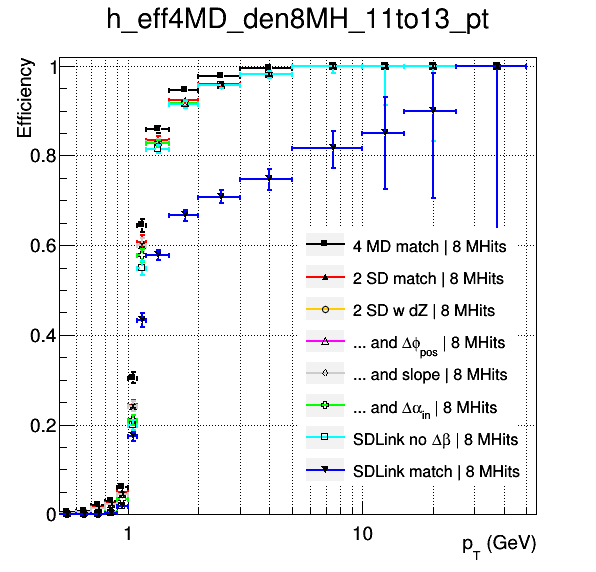 h_eff4MD_den8MH_11to13_pt
Efficiency
1
0.8
0.6
0.4
0.2
0
4 MD match | 8 MHits
2 SD match | 8 MHits
2 SD w dZ | 8 MHits
... and Δϕpos | 8 MHits
... and slope | 8 MHits
... and Δαin | 8 MHits
SDLink no Δβ | 8 MHits
SDLink match | 8 MHits
1 10
pT (GeV)